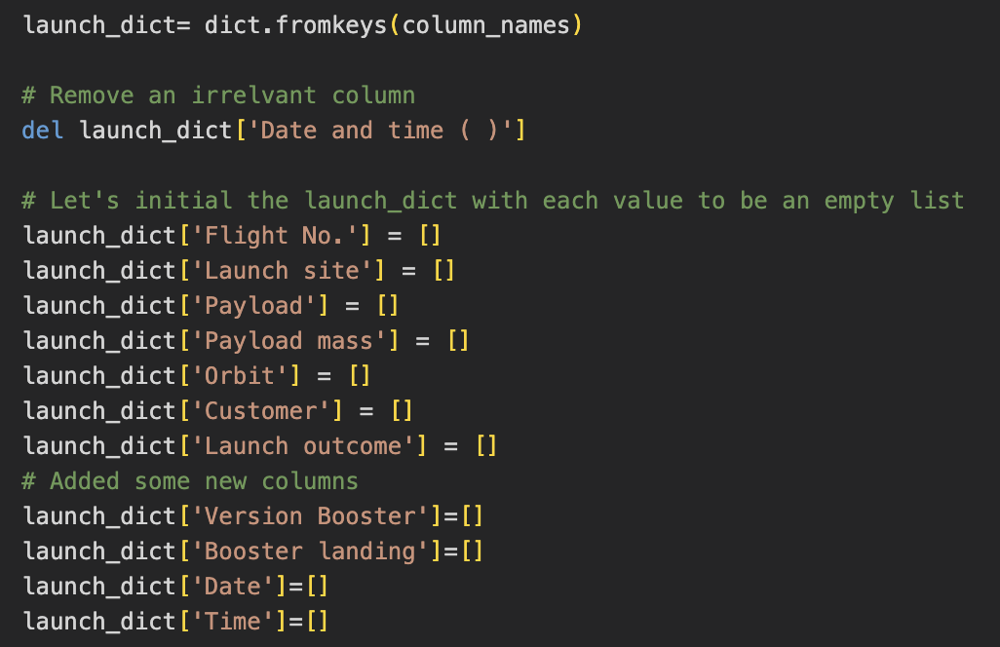 launch_dict= dict.fromkeys(column_names)
# Remove an irrelvant column
del launch_dict['Date and time ( )']
# Let's initial the launch_dict with each value to be an empty list
launch_dict['Flight No.'] = []
launch_dict['Launch site'] = []
launch_dict['Payload'] = []
launch_dict['Payload mass'] = []
launch_dict['Orbit'] = []
launch_dict['Customer'] = []
launch_dict['Launch outcome'] = []
# Added some new columns
launch_dict['Version Booster']=[]
launch_dict['Booster landing']=[]
launch_dict['Date']=[]
launch_dict['Time']=[]